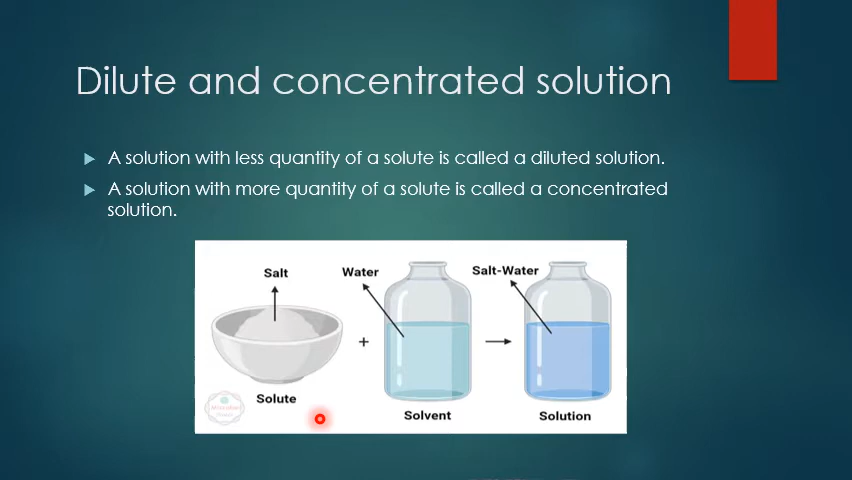 Dilute and concentrated solution
A solution with less quantity of a solute is called a diluted solution.
A solution with more quantity of a solute is called a concentrated
solution.
Salt
Water
Salt-Water
+
Solute
Solvent
Solution